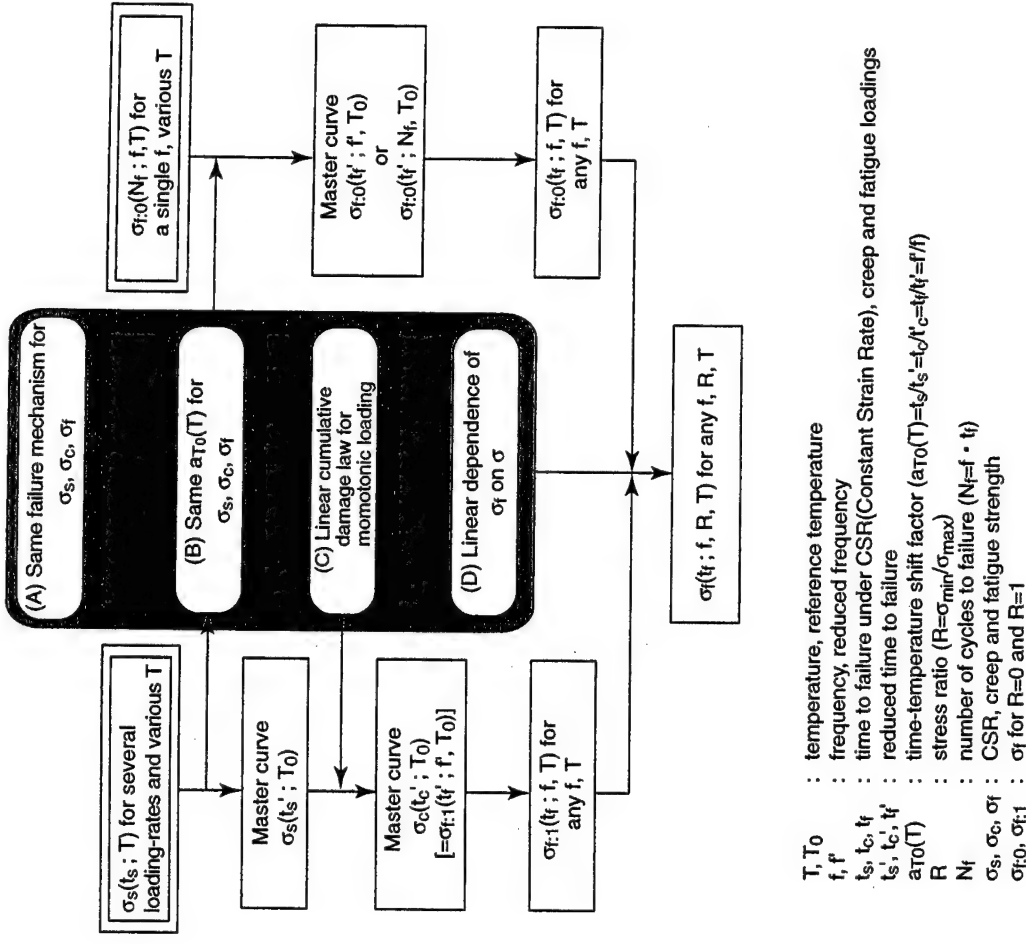 σs(ts ; T) for several
loading-rates and various T
Master curve
σs(ts' ; T0)
Master curve
σc(tc' ; T0)
[=σf:1(tf' ; f', T0)]
σf:1(tf ; f, T) for
any f, T
(A) Same failure mechanism for
σs, σc, σf
(B) Same aT0(T) for
σs, σc, σf
(C) Linear cumulative
damage law for
momotonic loading
(D) Linear dependence of
σf on σ
σf:0(Nf ; f,T) for
a single f, various T
Master curve
σf:0(tf' ; f', T0)
or
σf:0(tf' ; Nf, T0)
σf:0(tf ; f, T) for
any f, T
σf(tf ; f, R, T) for any f, R, T
T, T0 : temperature, reference temperature
f, f' : frequency, reduced frequency
ts, tc, tf : time to failure under CSR(Constant Strain Rate), creep and fatigue loadings
ts', tc', tf' : reduced time to failure
aT0(T) : time-temperature shift factor (aT0(T)=ts/ts'=tc/t'c=tf/tf'=f'/f)
R : stress ratio (R=σmin/σmax)
Nf : number of cycles to failure (Nf=f • tf)
σs, σc, σf : CSR, creep and fatigue strength
σf:0, σf:1 : σf for R=0 and R=1